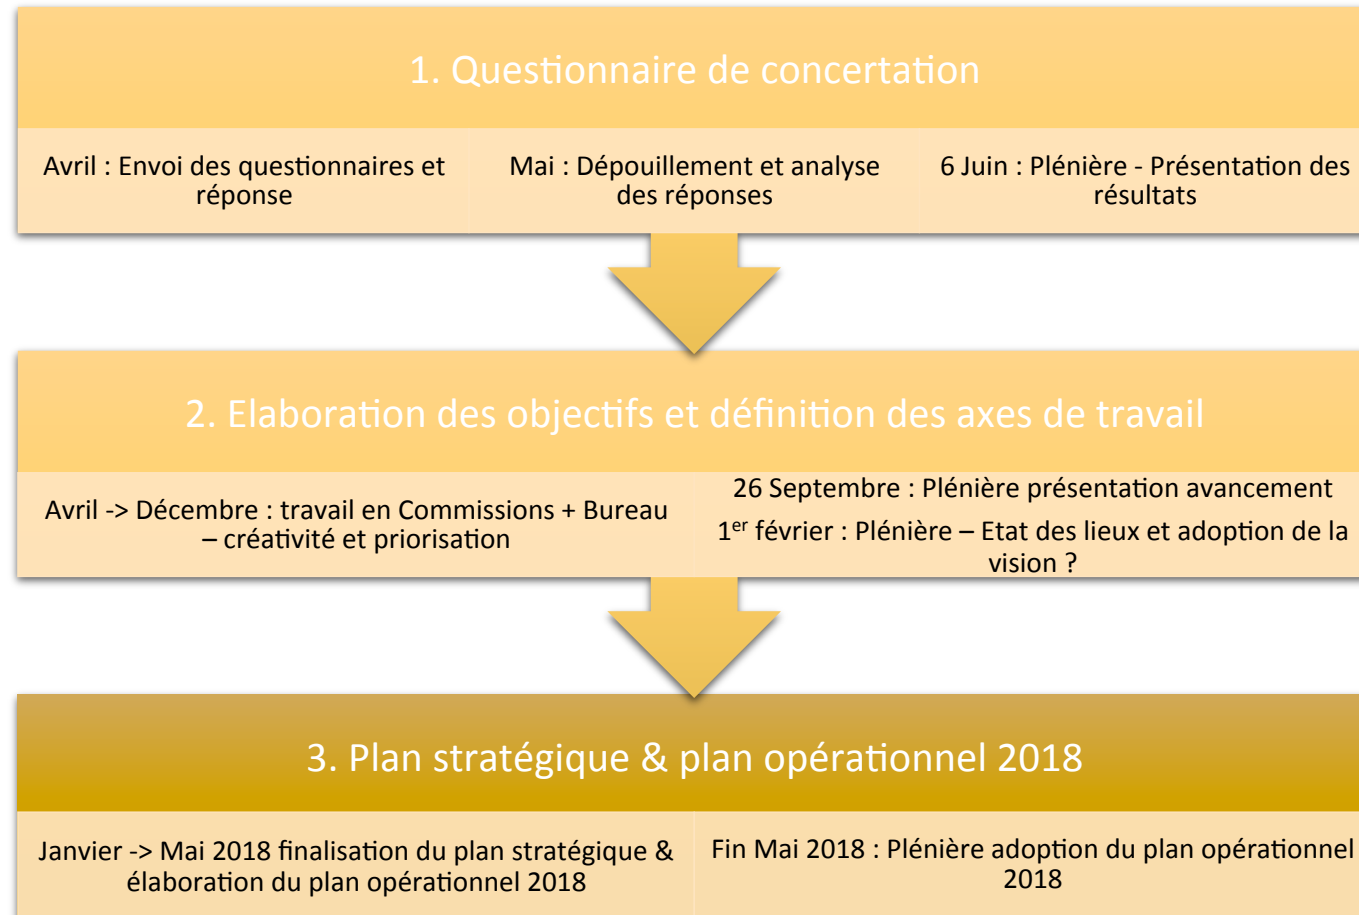 1. Questionnaire de concertation
Avril : Envoi des questionnaires et
réponse
Mai : Dépouillement et analyse
des réponses
6 Juin : Plénière - Présentation des
résultats
2. Elaboration des objectifs et définition des axes de travail
Avril -> Décembre : travail en Commissions + Bureau
– créativité et priorisation
26 Septembre : Plénière présentation avancement
1er février : Plénière – Etat des lieux et adoption de la
vision ?
3. Plan stratégique & plan opérationnel 2018
Janvier -> Mai 2018 finalisation du plan stratégique &
élaboration du plan opérationnel 2018
Fin Mai 2018 : Plénière adoption du plan opérationnel
2018